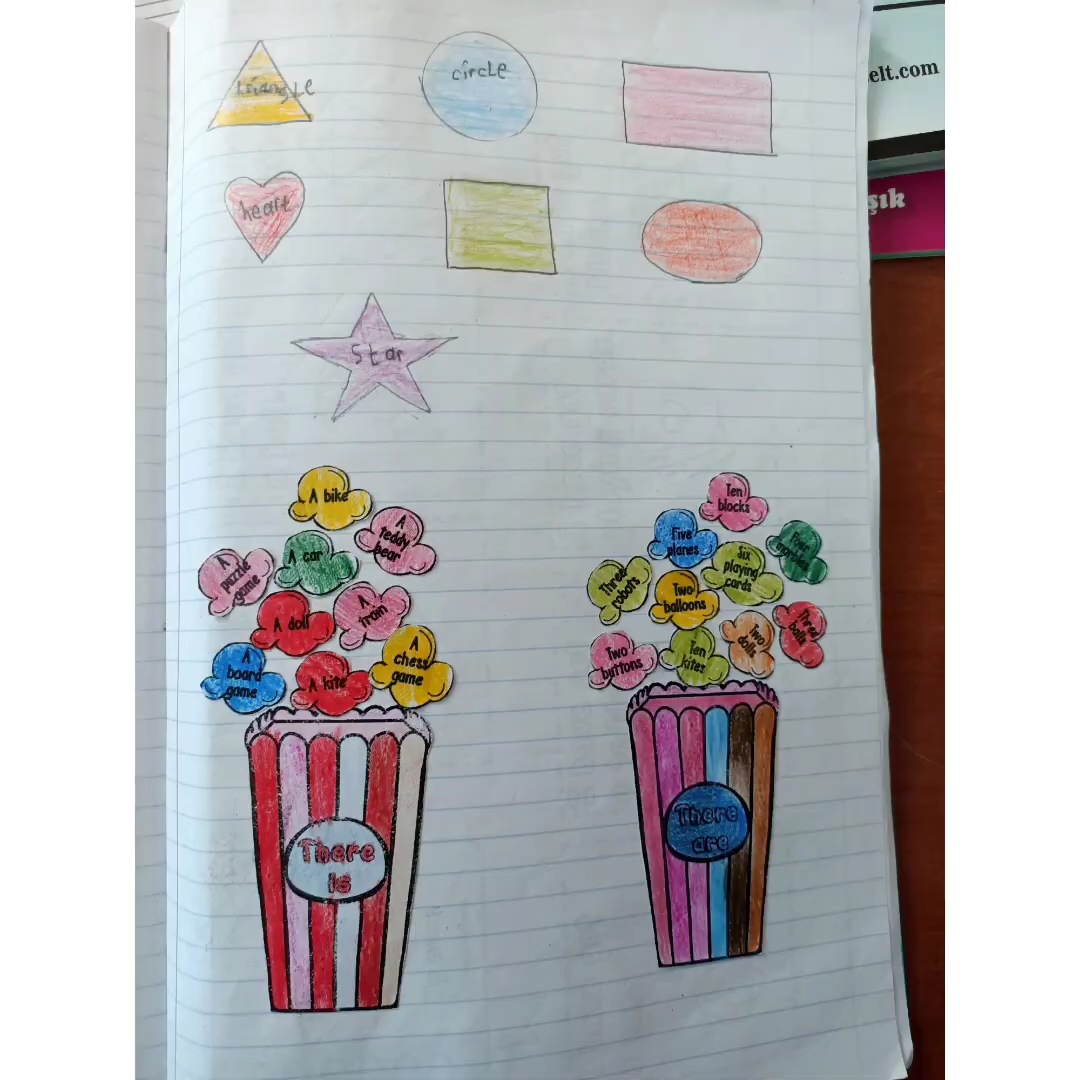 triangle
circle
elt.com
şık
heart
star
A bike
A
teddy
bear
A car
A
puzzle
game
A
train
A doll
A
chess
game
A
board
game
A kite
There
is
Ten
blocks
Five
planes
Four
Six
playing
cards
Three
robots
Two
balloons
Three
balls
Two
dolls
Ten
kites
Two
buttons
There
are